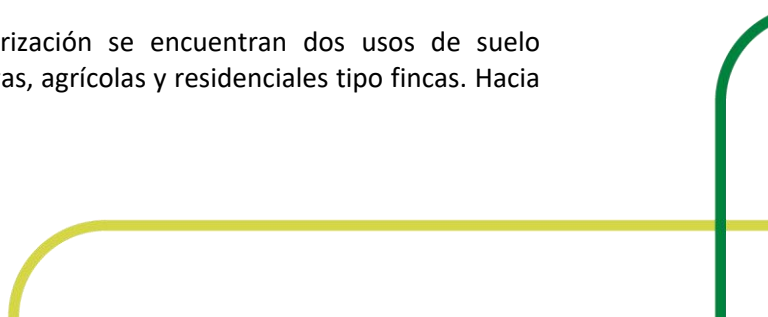 rización se encuentran dos usos de suelo
as, agrícolas y residenciales tipo fincas. Hacia